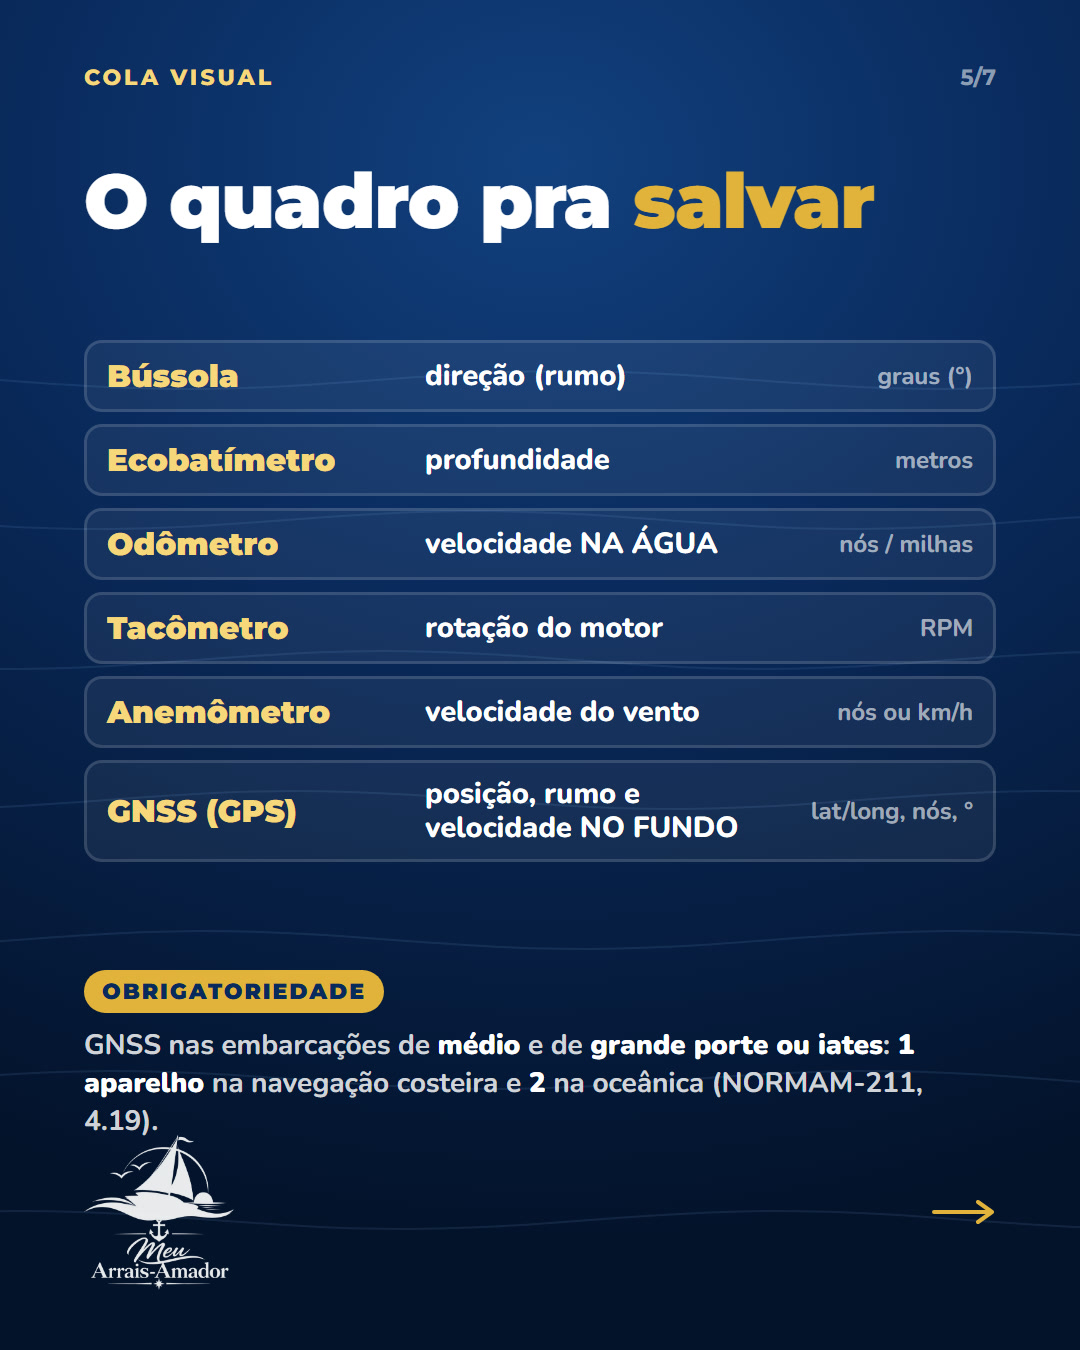 COLA VISUAL
5/7
O quadro pra salvar
Bússola direção (rumo) graus (°)
Ecobatímetro profundidade metros
Odômetro velocidade NA ÁGUA nós / milhas
Tacômetro rotação do motor RPM
Anemômetro velocidade do vento nós ou km/h
GNSS (GPS) posição, rumo e
velocidade NO FUNDO lat/long, nós, °
OBRIGATORIEDADE
GNSS nas embarcações de médio e de grande porte ou iates: 1
aparelho na navegação costeira e 2 na oceânica (NORMAM-211,
4.19).
Meu
Arrais-Amador